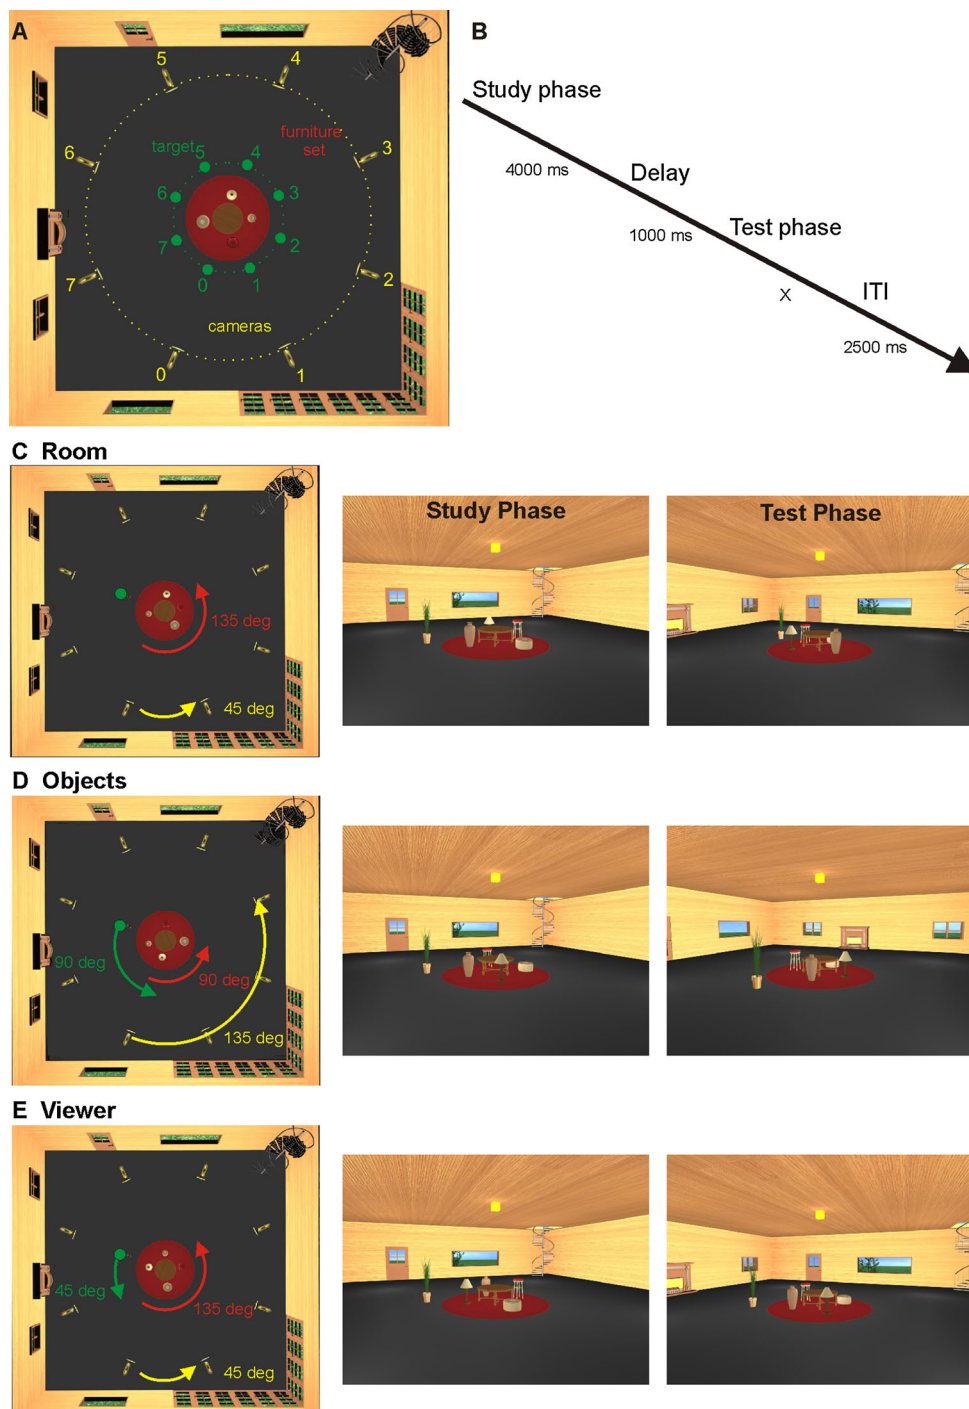 A
5
4
6
3
7
2
0
1
target
furniture
set
5
4
6
3
7
2
0
1
cameras
B
Study phase
4000 ms
Delay
1000 ms
Test phase
X
ITI
2500 ms
C Room
135 deg
45 deg
Study Phase
Test Phase
D Objects
90 deg
90 deg
135 deg
E Viewer
45 deg
135 deg
45 deg